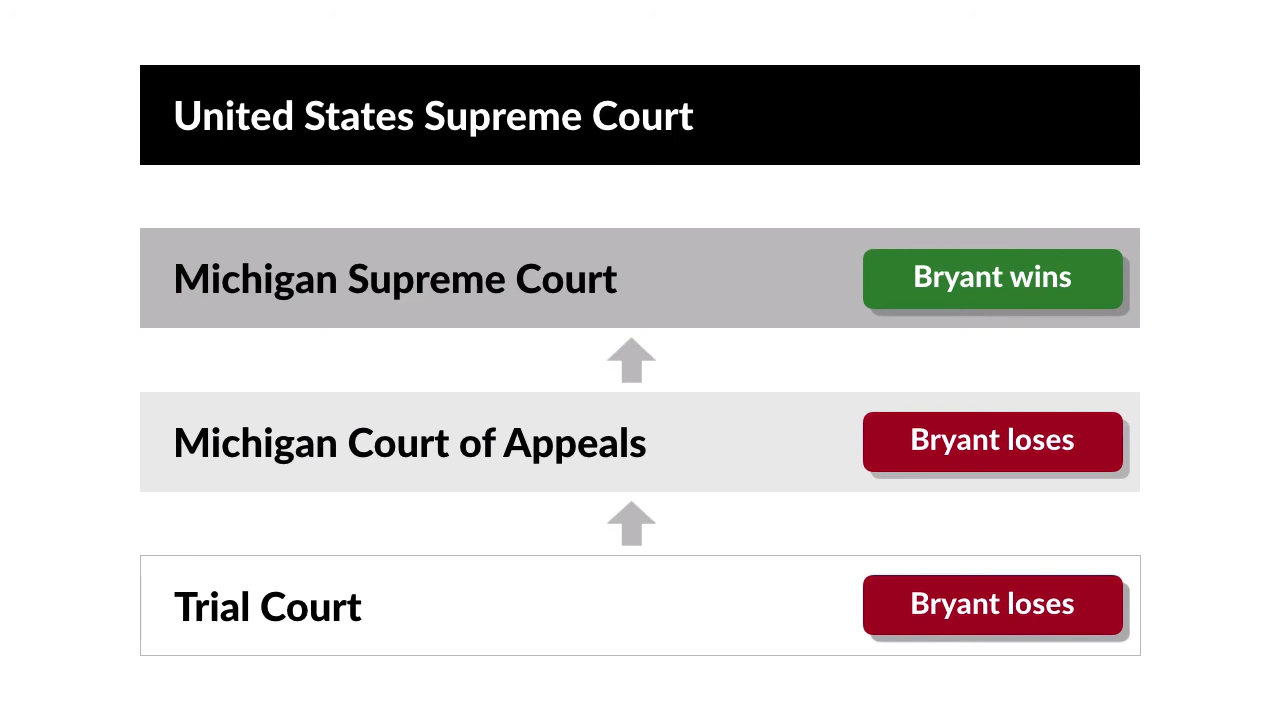 United States Supreme Court
Michigan Supreme Court
Bryant wins
Michigan Court of Appeals
Bryant loses
Trial Court
Bryant loses